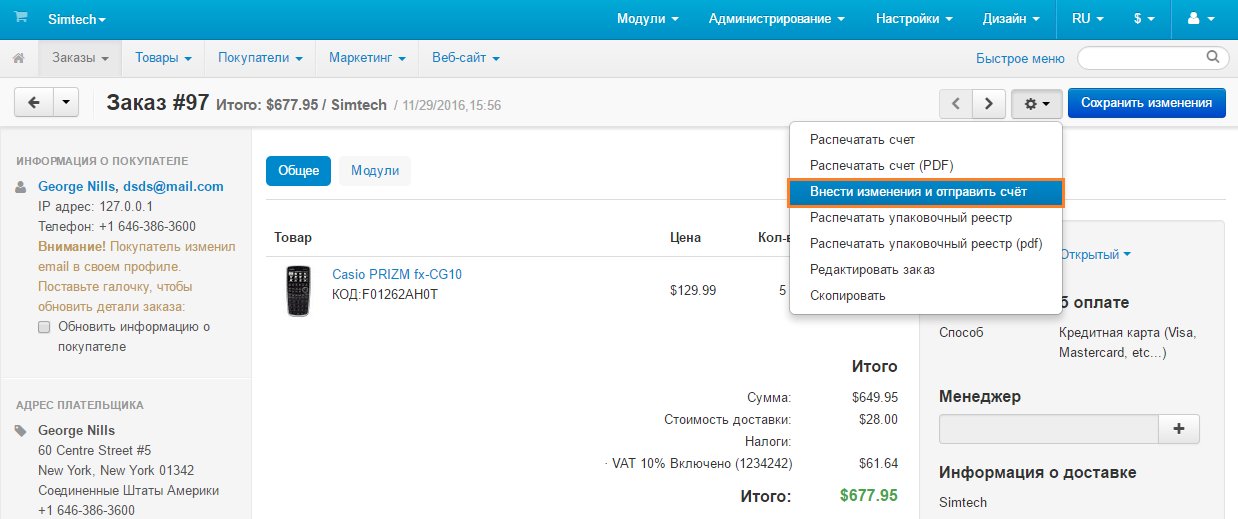 Simtech
Модули
Администрирование
Настройки
Дизайн
RU
$
Заказы
Товары
Покупатели
Маркетинг
Веб-сайт
Быстрое меню
Заказ #97 Итого: $677.95 / Simtech / 11/29/2016,15:56
Сохранить изменения
Распечатать счет
Распечатать счет (PDF)
Внести изменения и отправить счёт
Распечатать упаковочный реестр
Распечатать упаковочный реестр (pdf)
Редактировать заказ
Скопировать
ИНФОРМАЦИЯ О ПОКУПАТЕЛЕ
George Nills, dsds@mail.com
IP адрес: 127.0.0.1
Телефон: +1 646-386-3600
Внимание! Покупатель изменил
email в своем профиле.
Поставьте галочку, чтобы
обновить детали заказа:
Обновить информацию о
покупателе
АДРЕС ПЛАТЕЛЬЩИКА
George Nills
60 Centre Street #5
New York, New York 01342
Соединенные Штаты Америки
+1 646-386-3600
Общее
Модули
Товар
Цена
Кол-в
Casio PRIZM fx-CG10
КОД:F01262AH0T
$129.99
5
Итого
Сумма:
$649.95
Стоимость доставки:
$28.00
Налоги:
· VAT 10% Включено (1234242)
$61.64
Итого:
$677.95
Открытый
б оплате
Способ
Кредитная карта (Visa,
Mastercard, etc...)
Менеджер
Информация о доставке
Simtech